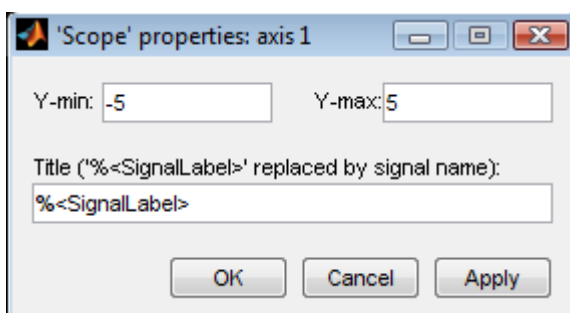 'Scope' properties: axis 1
Y-min: -5 Y-max: 5
Title ('%<SignalLabel>' replaced by signal name):
%<SignalLabel>
OK Cancel Apply